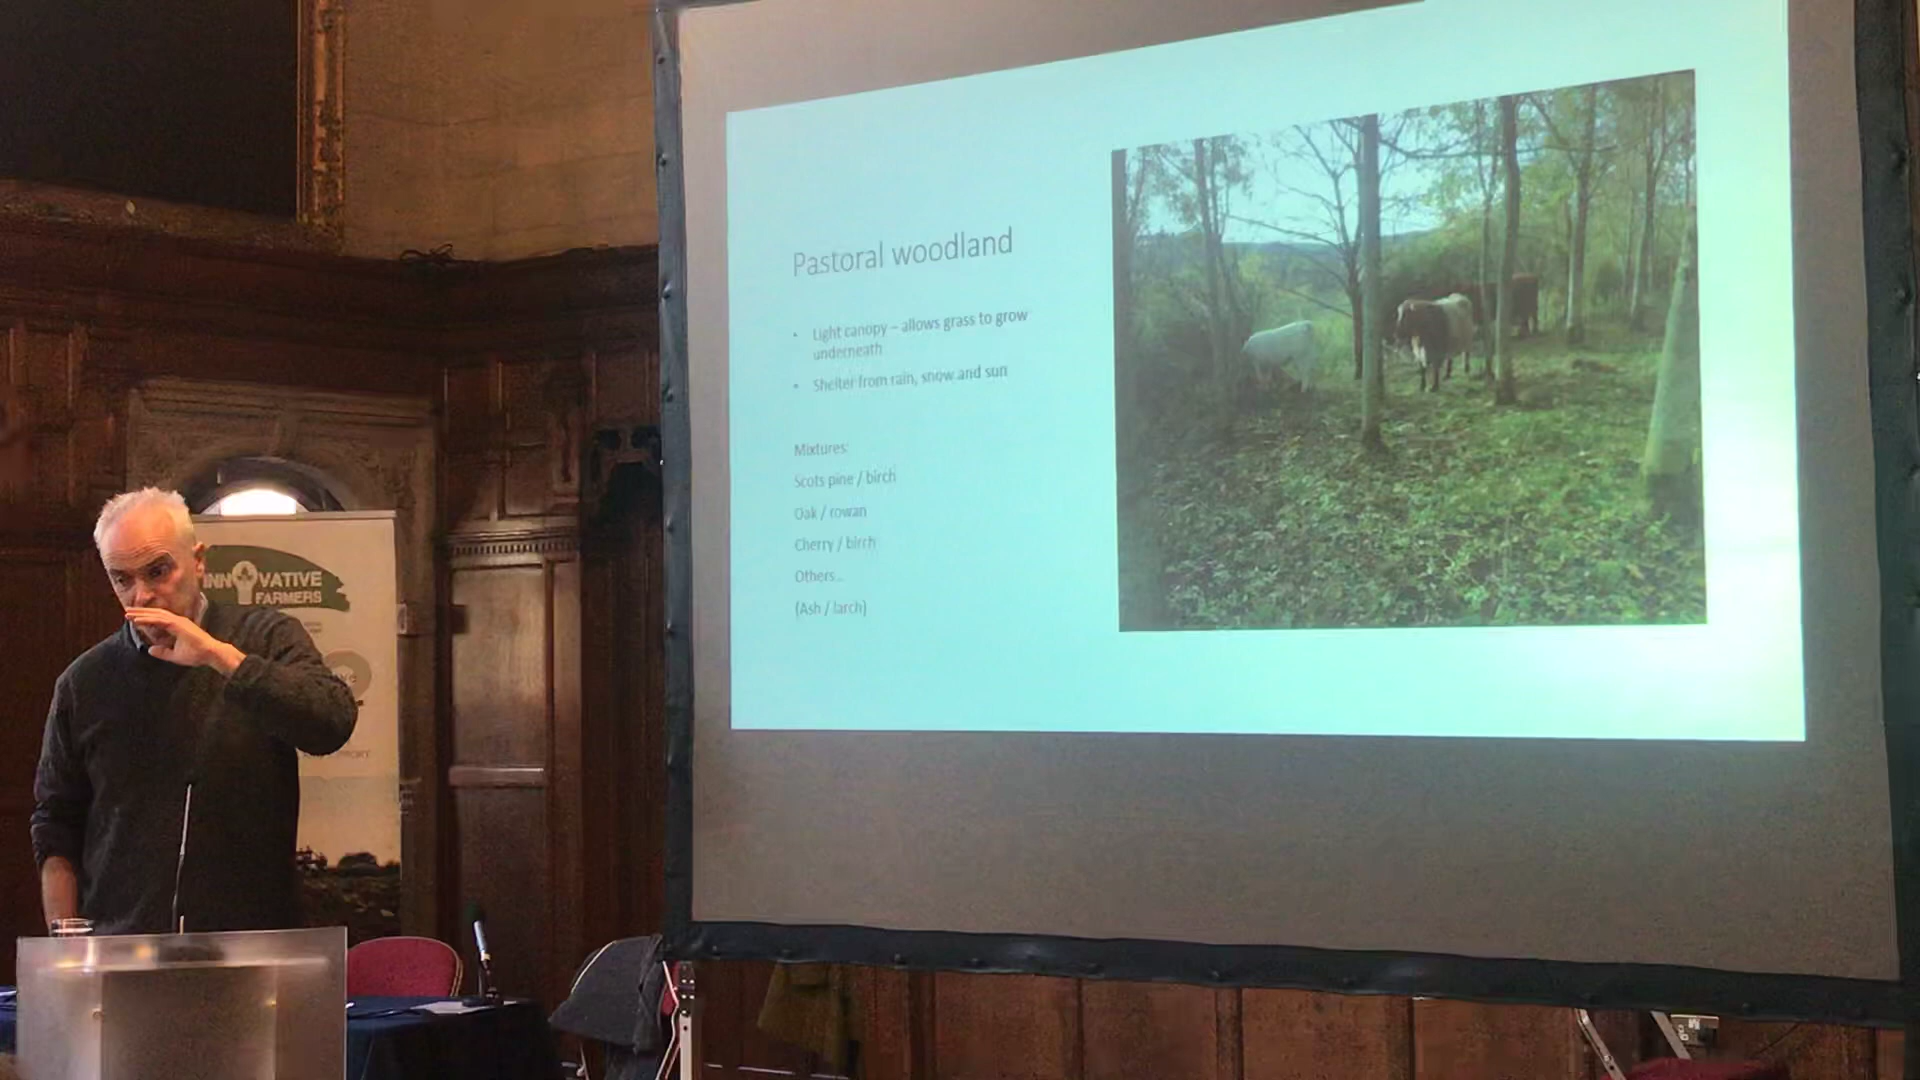 Pastoral woodland
• Light canopy – allows grass to grow
underneath
• Shelter from rain, snow and sun
Mixtures:
Scots pine / birch
Oak / rowan
Cherry / birch
Others...
(Ash / larch)
INNOVATIVE
FARMERS